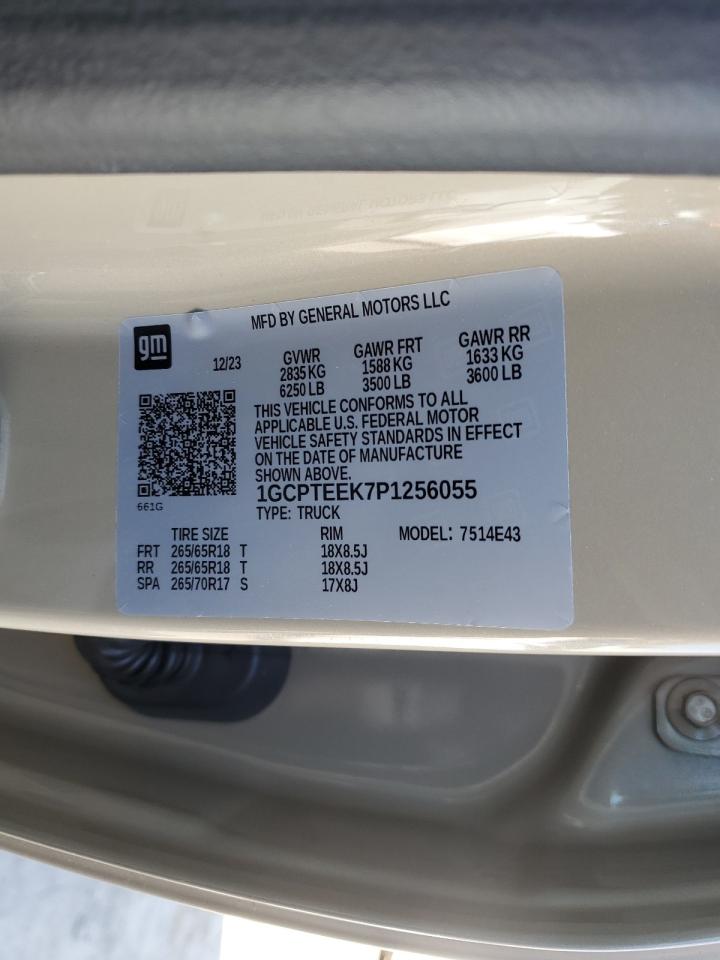 MFD BY GENERAL MOTORS LLC
gm
12/23 GVWR GAWR FRT GAWR RR
2835 KG 1588 KG 1633 KG
6250 LB 3500 LB 3600 LB
THIS VEHICLE CONFORMS TO ALL
APPLICABLE U.S. FEDERAL MOTOR
VEHICLE SAFETY STANDARDS IN EFFECT
ON THE DATE OF MANUFACTURE
SHOWN ABOVE.
661G
1GCPTEEK7P1256055
TYPE: TRUCK
TIRE SIZE RIM MODEL: 7514E43
FRT 265/65R18 T 18X8.5J
RR 265/65R18 T 18X8.5J
SPA 265/70R17 S 17X8J